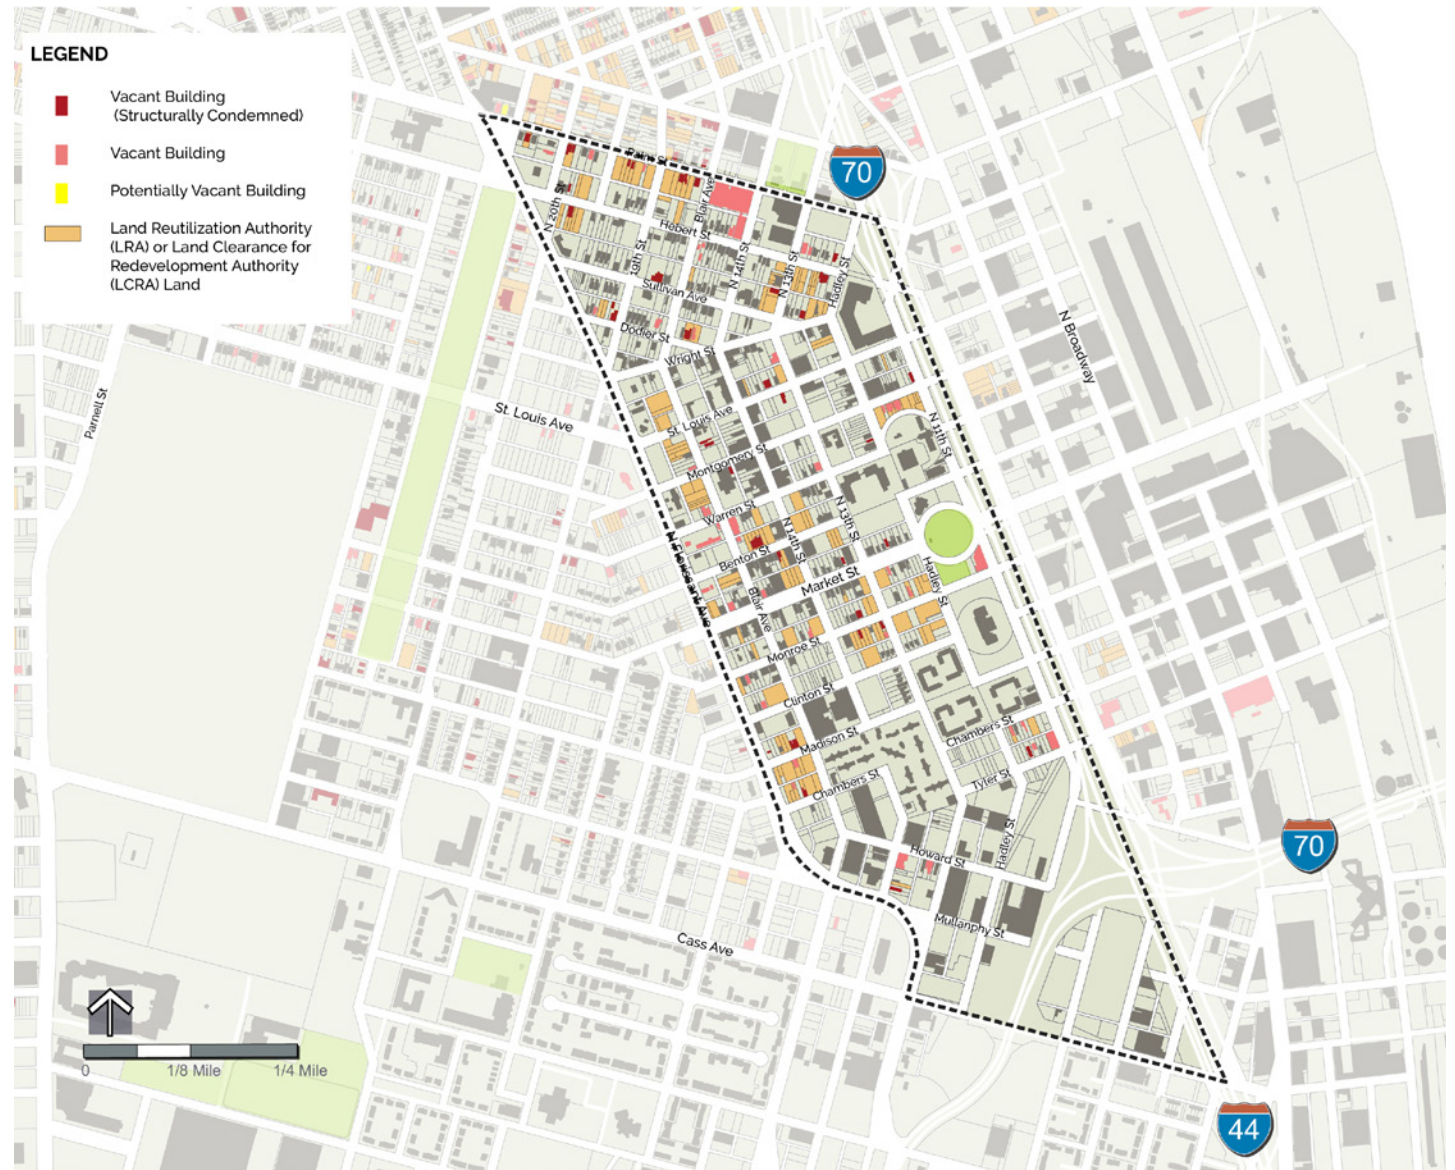 LEGEND
Vacant Building
(Structurally Condemned)
Vacant Building
Potentially Vacant Building
Land Reutilization Authority
(LRA) or Land Clearance for
Redevelopment Authority
(LCRA) Land
70
Palm St
Blair Ave
N 20th St
Hebert St
19th St
N 14th St
N 13th St
Hadley St
Sullivan Ave
Dodier St
Wright St
N Broadway
Parnell St
St. Louis Ave
St. Louis Ave
N 11th St
Montgomery St
Warren St
N 13th St
N 14th St
N Florissant Ave
Benton St
Market St
Hadley St
Blair Ave
Monroe St
Clinton St
Chambers St
Madison St
Tyler St
Chambers St
Hadley St
Howard St
70
Mullanphy St
Cass Ave
0
1/8 Mile
1/4 Mile
44